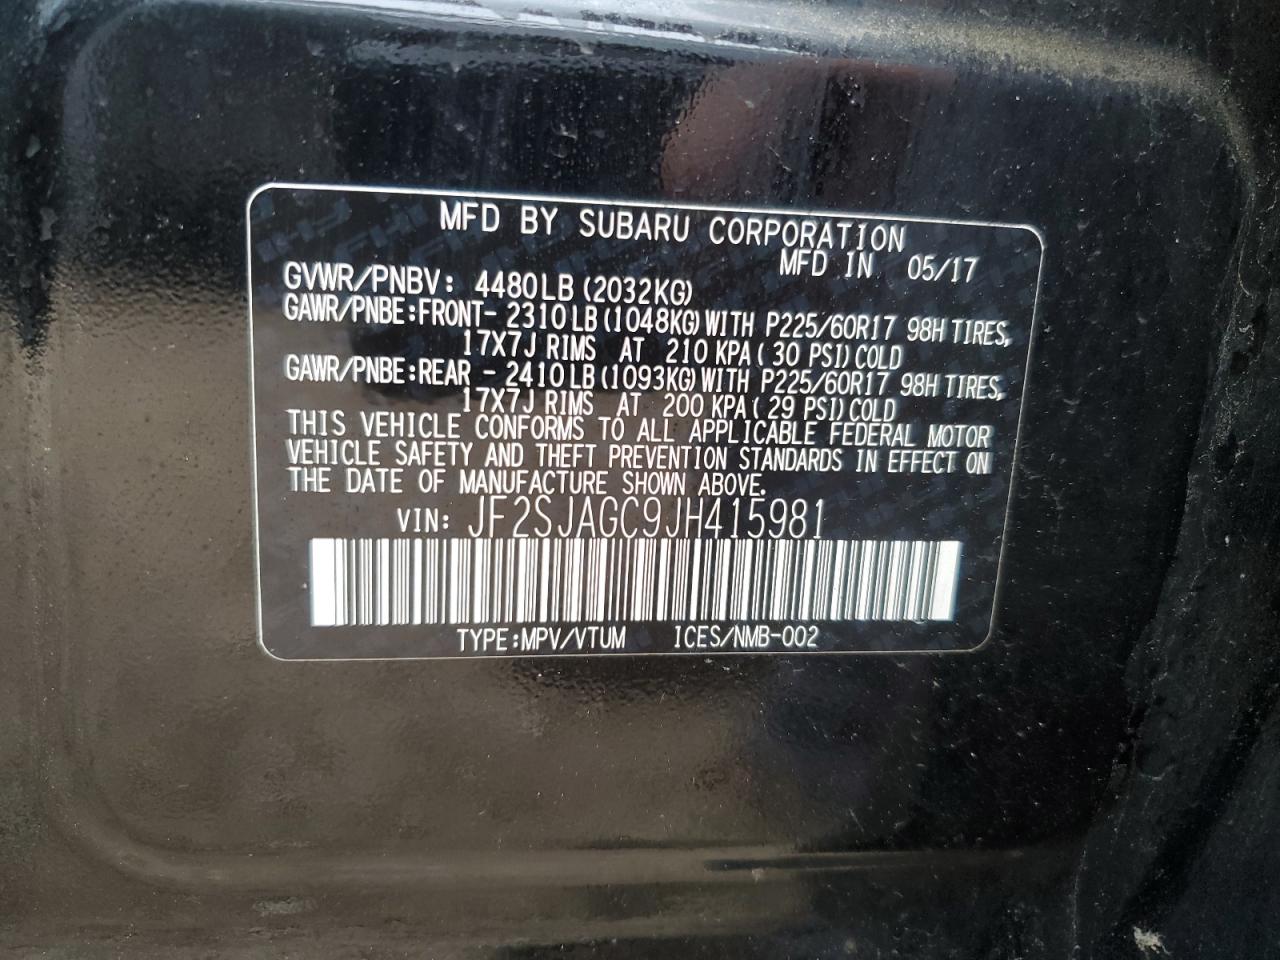 MFD BY SUBARU CORPORATION
MFD IN 05/17
GVWR/PNBV: 4480LB(2032KG)
GAWR/PNBE:FRONT- 2310LB(1048KG)WITH P225/60R17 98H TIRES,
17X7J RIMS AT 210 KPA( 30 PSI)COLD
GAWR/PNBE:REAR - 2410LB(1093KG)WITH P225/60R17 98H TIRES,
17X7J RIMS AT 200 KPA( 29 PSI)COLD
THIS VEHICLE CONFORMS TO ALL APPLICABLE FEDERAL MOTOR
VEHICLE SAFETY AND THEFT PREVENTION STANDARDS IN EFFECT ON
THE DATE OF MANUFACTURE SHOWN ABOVE.
VIN: JF2SJAGC9JH415981
TYPE:MPV/VTUM ICES/NMB-002